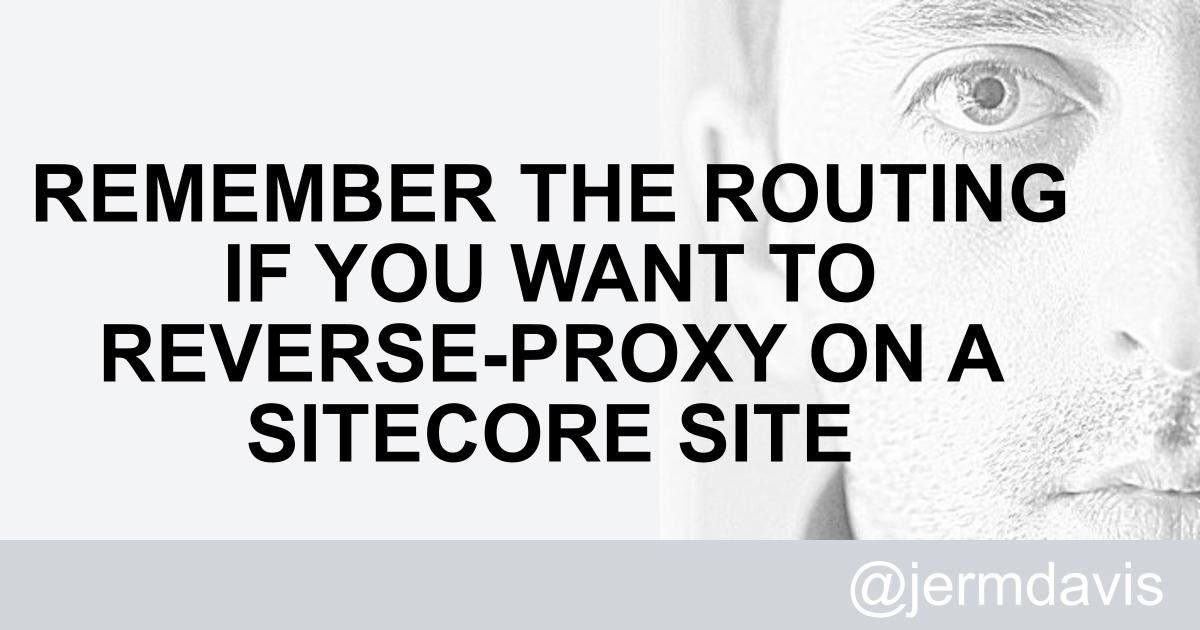 REMEMBER THE ROUTING
IF YOU WANT TO
REVERSE-PROXY ON A
SITECORE SITE
@jermdavis